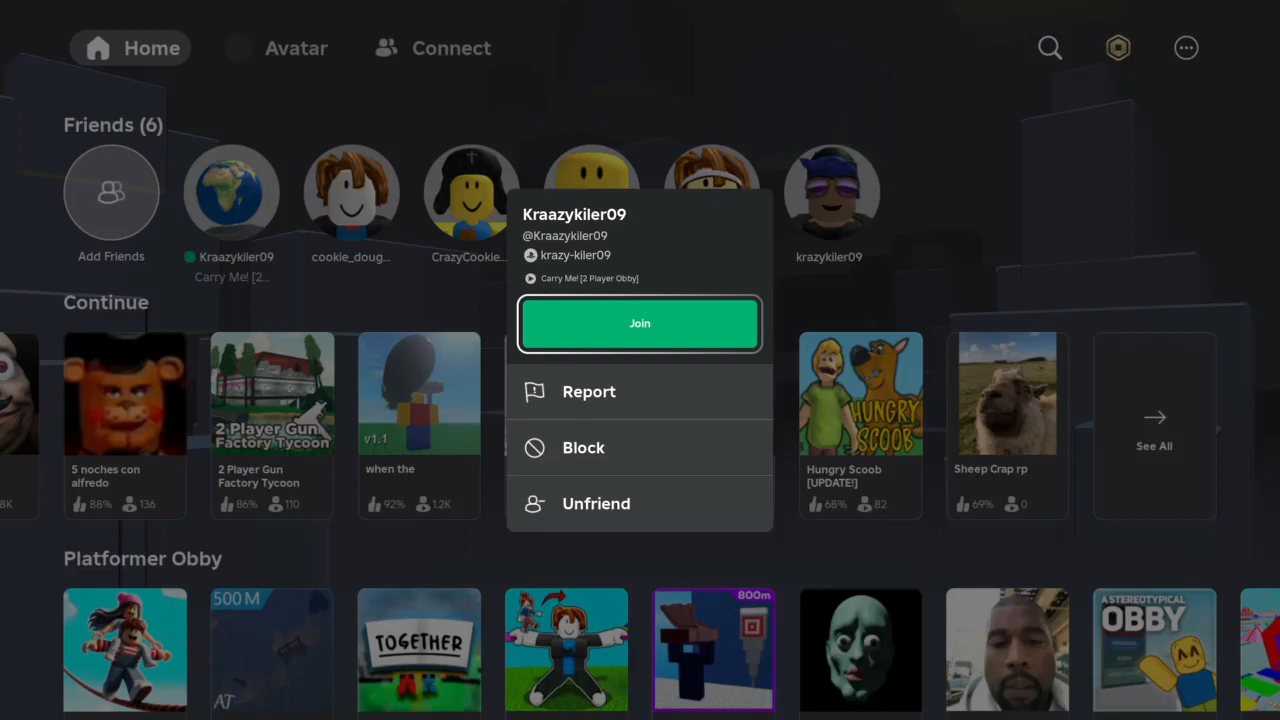 Home
Avatar
Connect
Friends (6)
Add Friends
Kraazykiler09
Carry Me! [2...
cookie_doug...
CrazyCookie...
krazykiler09
Kraazykiler09
@Kraazykiler09
krazy-kiler09
Carry Me! [2 Player Obby]
Join
Report
Block
Unfriend
Continue
8K
5 noches con
alfredo
88% 136
2 Player Gun
Factory Tycoon
2 Player Gun
Factory Tycoon
86% 110
v1.1
when the
92% 1.2K
HUNGRY
SCOOB
Hungry Scoob
[UPDATE!]
68% 82
Sheep Crap rp
69% 0
See All
Platformer Obby
500 M
AT
TOGETHER
800m
A STEREOTYPICAL
OBBY